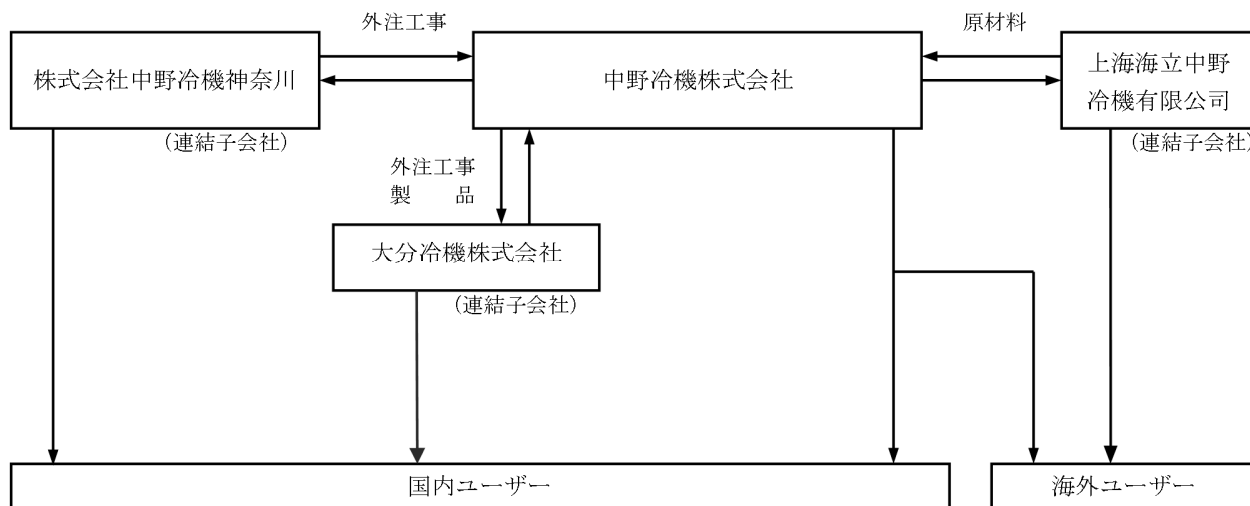 外注工事
原材料
株式会社中野冷機神奈川
中野冷機株式会社
上海海立中野
冷機有限公司
(連結子会社)
(連結子会社)
外注工事
製　　品
大分冷機株式会社
(連結子会社)
国内ユーザー
海外ユーザー